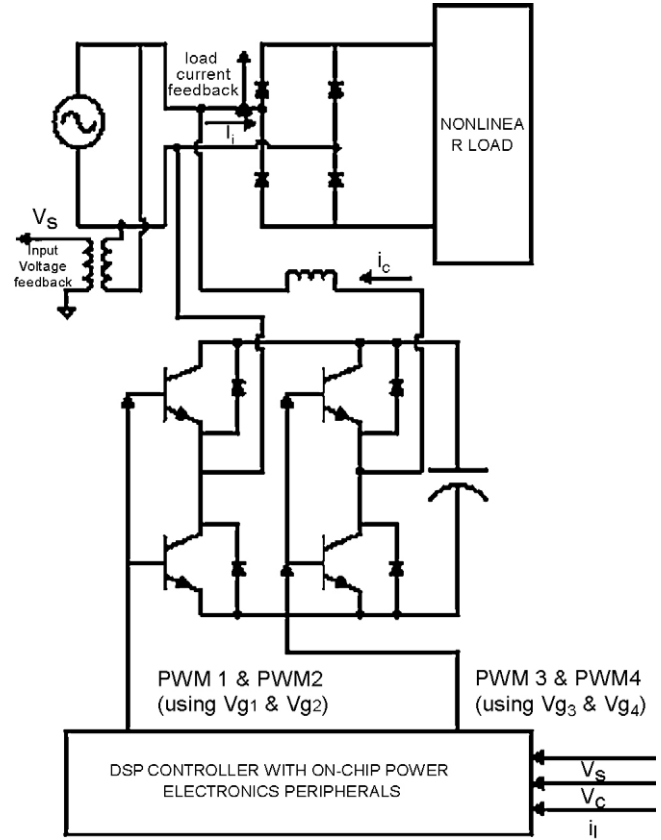 load
current
feedback
Ii
NONLINEA
R LOAD
VS
Input
Voltage
feedback
ic
PWM 1 & PWM2
(using Vg1 & Vg2)
PWM 3 & PWM4
(using Vg3 & Vg4)
DSP CONTROLLER WITH ON-CHIP POWER
ELECTRONICS PERIPHERALS
VS
VC
il